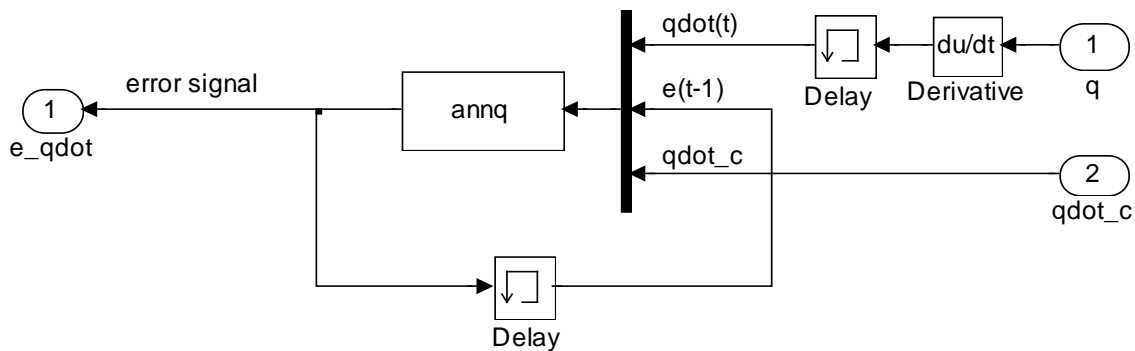 qdot(t)
du/dt
1
q
Delay
Derivative
error signal
1
e_qdot
annq
e(t-1)
qdot_c
2
qdot_c
Delay